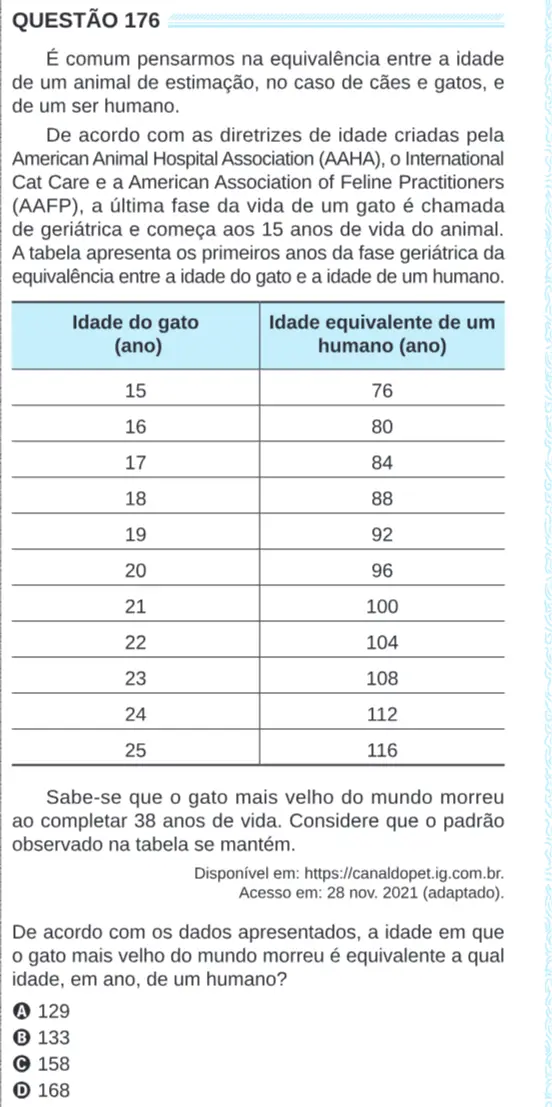 QUESTÃO 176
É comum pensarmos na equivalência entre a idade
de um animal de estimação, no caso de cães e gatos, e
de um ser humano.
De acordo com as diretrizes de idade criadas pela
American Animal Hospital Association (AAHA), o International
Cat Care e a American Association of Feline Practitioners
(AAFP), a última fase da vida de um gato é chamada
de geriátrica e começa aos 15 anos de vida do animal.
A tabela apresenta os primeiros anos da fase geriátrica da
equivalência entre a idade do gato e a idade de um humano.
Idade do gato
(ano)
Idade equivalente de um
humano (ano)
15 76
16 80
17 84
18 88
19 92
20 96
21 100
22 104
23 108
24 112
25 116
Sabe-se que o gato mais velho do mundo morreu
ao completar 38 anos de vida. Considere que o padrão
observado na tabela se mantém.
Disponível em: https://canaldopet.ig.com.br.
Acesso em: 28 nov. 2021 (adaptado).
De acordo com os dados apresentados, a idade em que
o gato mais velho do mundo morreu é equivalente a qual
idade, em ano, de um humano?
A 129
B 133
C 158
D 168